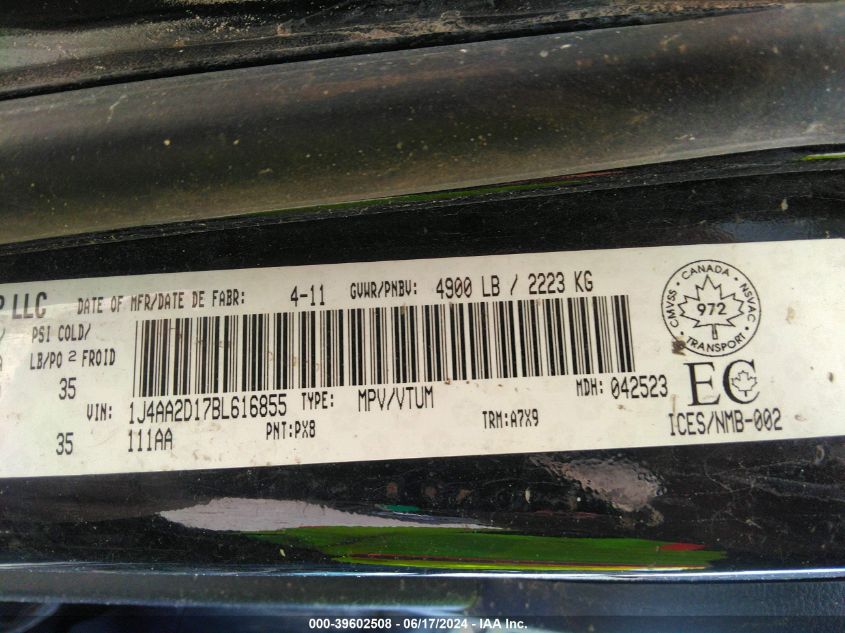 P LLC DATE OF MFR/DATE DE FABR: 4-11 GVWR/PNBV: 4900 LB / 2223 KG
PSI COLD/
LB/PO 2 FROID
35
VIN: 1J4AA2D17BL616855 TYPE: MPV/VTUM MDH: 042523
35 111AA PNT:PX8 TRM:A7X9
CANADA
CMVSS 972 NSVAC
TRANSPORT
EC
ICES/NMB-002
000-39602508 - 06/17/2024 - IAA Inc.